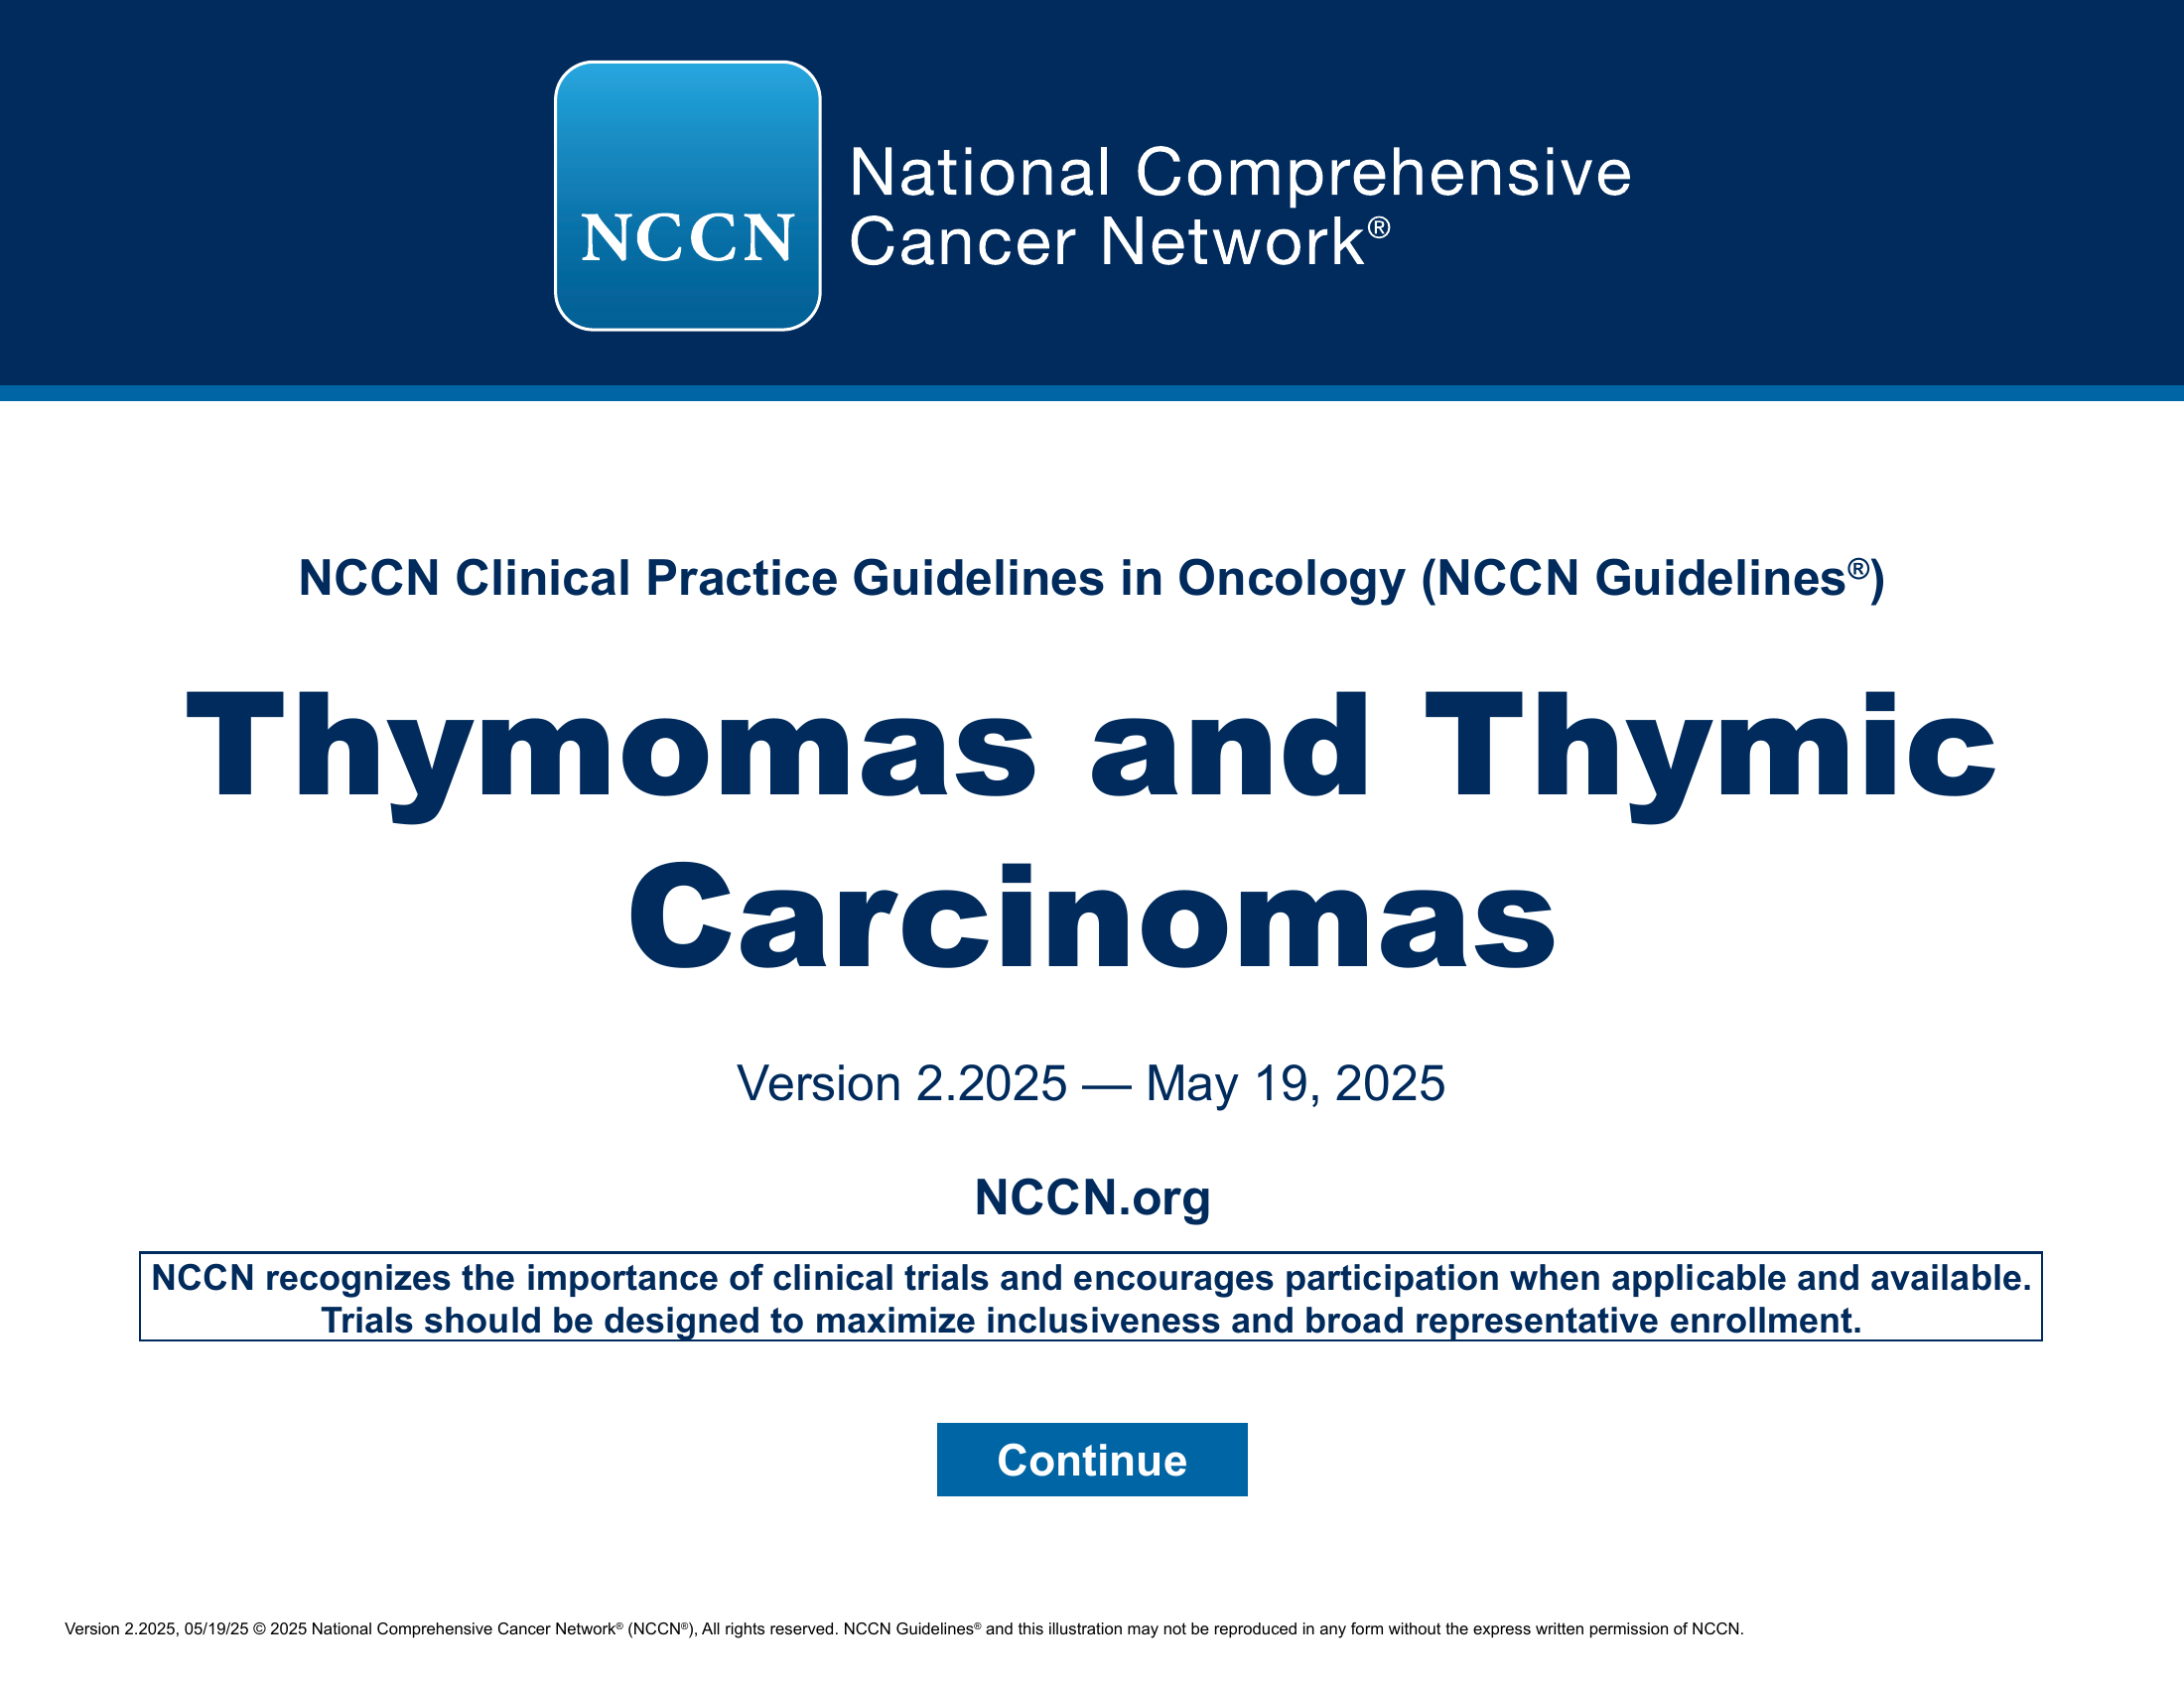 NCCN
National Comprehensive
Cancer Network®
NCCN Clinical Practice Guidelines in Oncology (NCCN Guidelines®)
Thymomas and Thymic
Carcinomas
Version 2.2025 — May 19, 2025
NCCN.org
NCCN recognizes the importance of clinical trials and encourages participation when applicable and available.
Trials should be designed to maximize inclusiveness and broad representative enrollment.
Continue
Version 2.2025, 05/19/25 © 2025 National Comprehensive Cancer Network® (NCCN®), All rights reserved. NCCN Guidelines® and this illustration may not be reproduced in any form without the express written permission of NCCN.